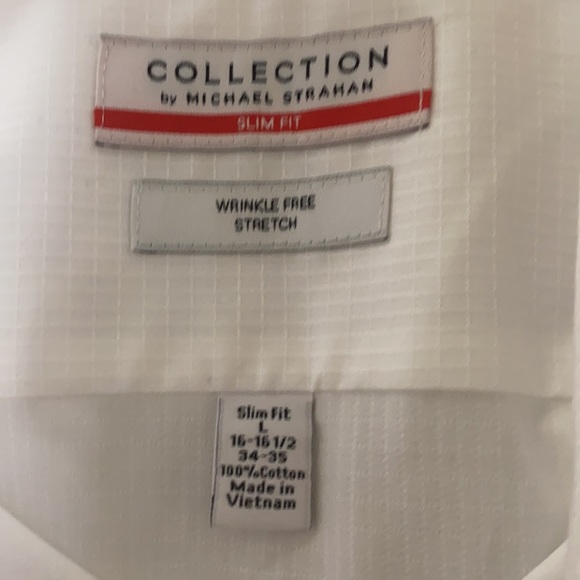 COLLECTION
by MICHAEL STRAHAN
SLIM FIT
WRINKLE FREE
STRETCH
Slim Fit
L
16-16 1/2
34-35
100%Cotton
Made in
Vietnam